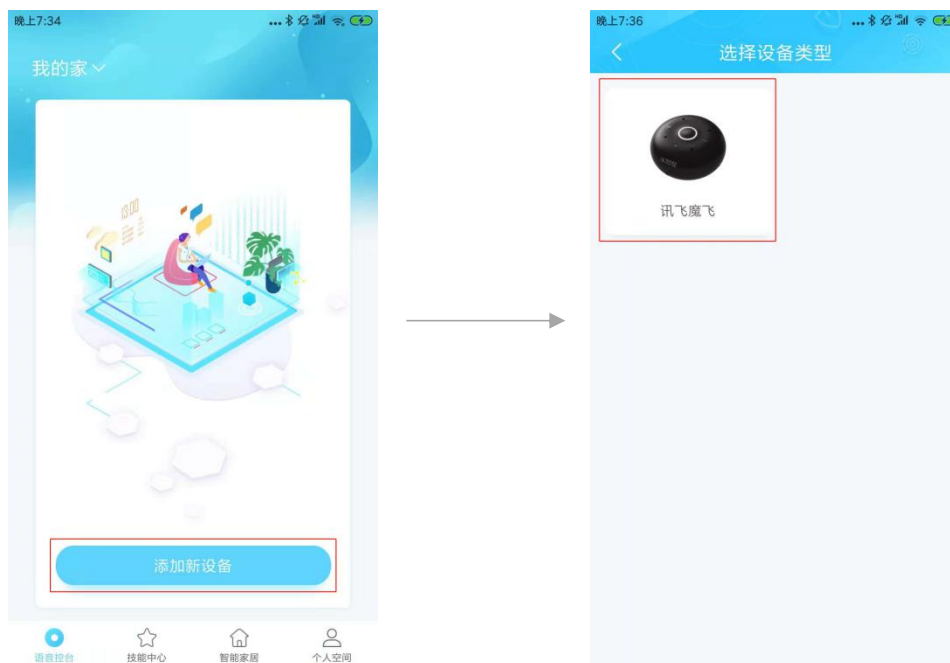 晚上7:34
我的家
添加新设备
语音控台
技能中心
智能家居
个人空间
晚上7:36
选择设备类型
讯飞魔飞